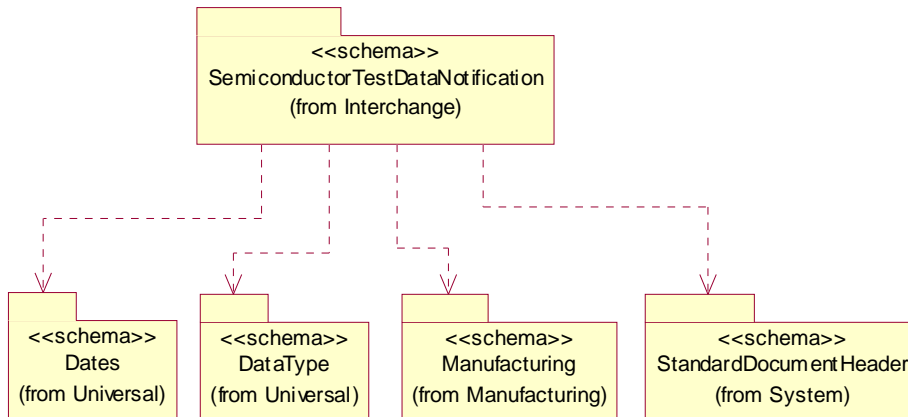 <<schema>>
SemiconductorTestDataNotification
(from Interchange)
<<schema>>
Dates
(from Universal)
<<schema>>
DataType
(from Universal)
<<schema>>
Manufacturing
(from Manufacturing)
<<schema>>
StandardDocumentHeader
(from System)